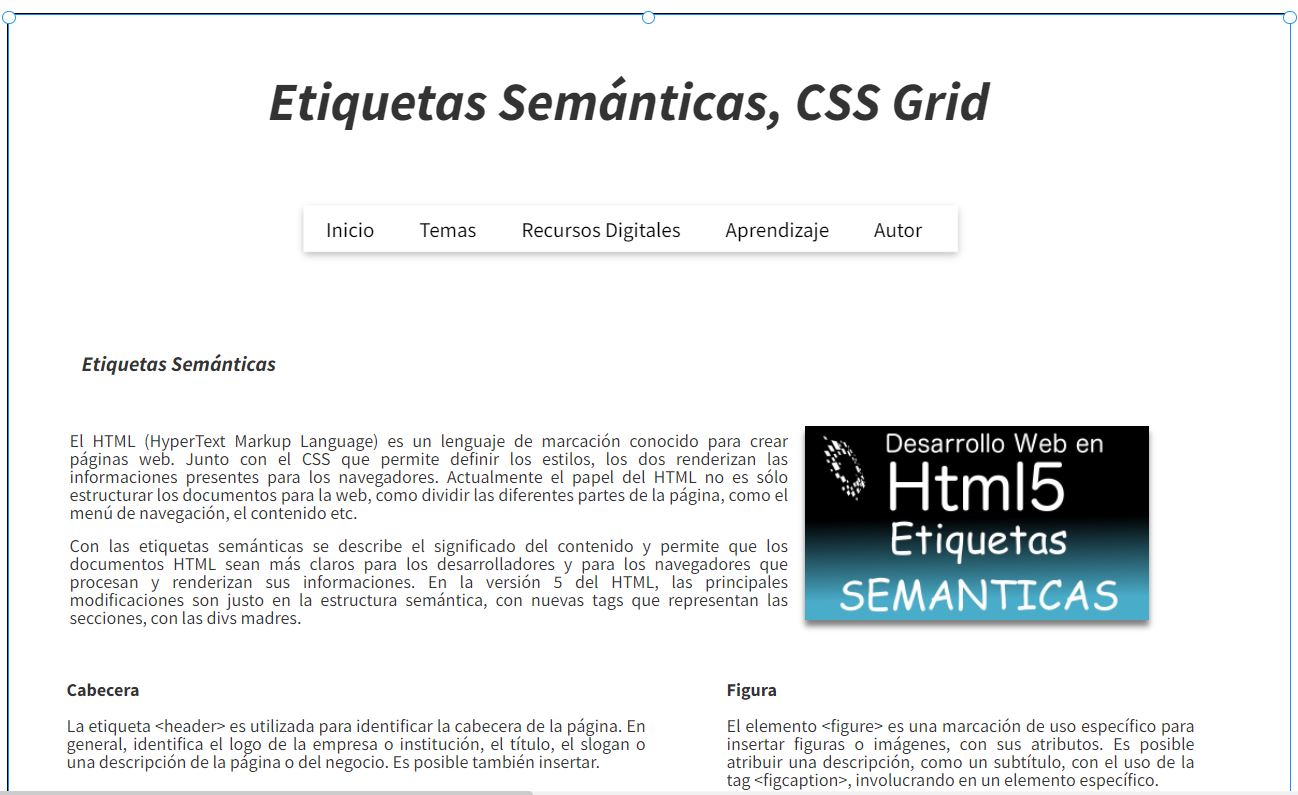 Etiquetas Semánticas, CSS Grid
Inicio Temas Recursos Digitales Aprendizaje Autor
Etiquetas Semánticas
El HTML (HyperText Markup Language) es un lenguaje de marcación conocido para crear
páginas web. Junto con el CSS que permite definir los estilos, los dos renderizan las
informaciones presentes para los navegadores. Actualmente el papel del HTML no es sólo
estructurar los documentos para la web, como dividir las diferentes partes de la página, como el
menú de navegación, el contenido etc.
Con las etiquetas semánticas se describe el significado del contenido y permite que los
documentos HTML sean más claros para los desarrolladores y para los navegadores que
procesan y renderizan sus informaciones. En la versión 5 del HTML, las principales
modificaciones son justo en la estructura semántica, con nuevas tags que representan las
secciones, con las divs madres.
Desarrollo Web en
Html5
Etiquetas
SEMANTICAS
Cabecera
La etiqueta <header> es utilizada para identificar la cabecera de la página. En
general, identifica el logo de la empresa o institución, el título, el slogan o
una descripción de la página o del negocio. Es posible también insertar.
Figura
El elemento <figure> es una marcación de uso específico para
insertar figuras o imágenes, con sus atributos. Es posible
atribuir una descripción, como un subtítulo, con el uso de la
tag <figcaption>, involucrando en un elemento específico.